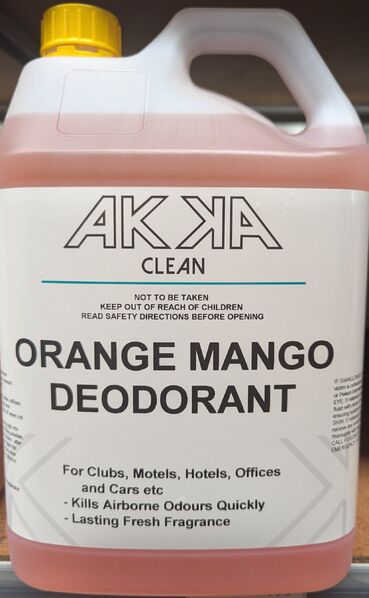 AKKA
CLEAN
NOT TO BE TAKEN
KEEP OUT OF REACH OF CHILDREN
READ SAFETY DIRECTIONS BEFORE OPENING
ORANGE MANGO
DEODORANT
For Clubs, Motels, Hotels, Offices
and Cars etc
- Kills Airborne Odours Quickly
- Lasting Fresh Fragrance